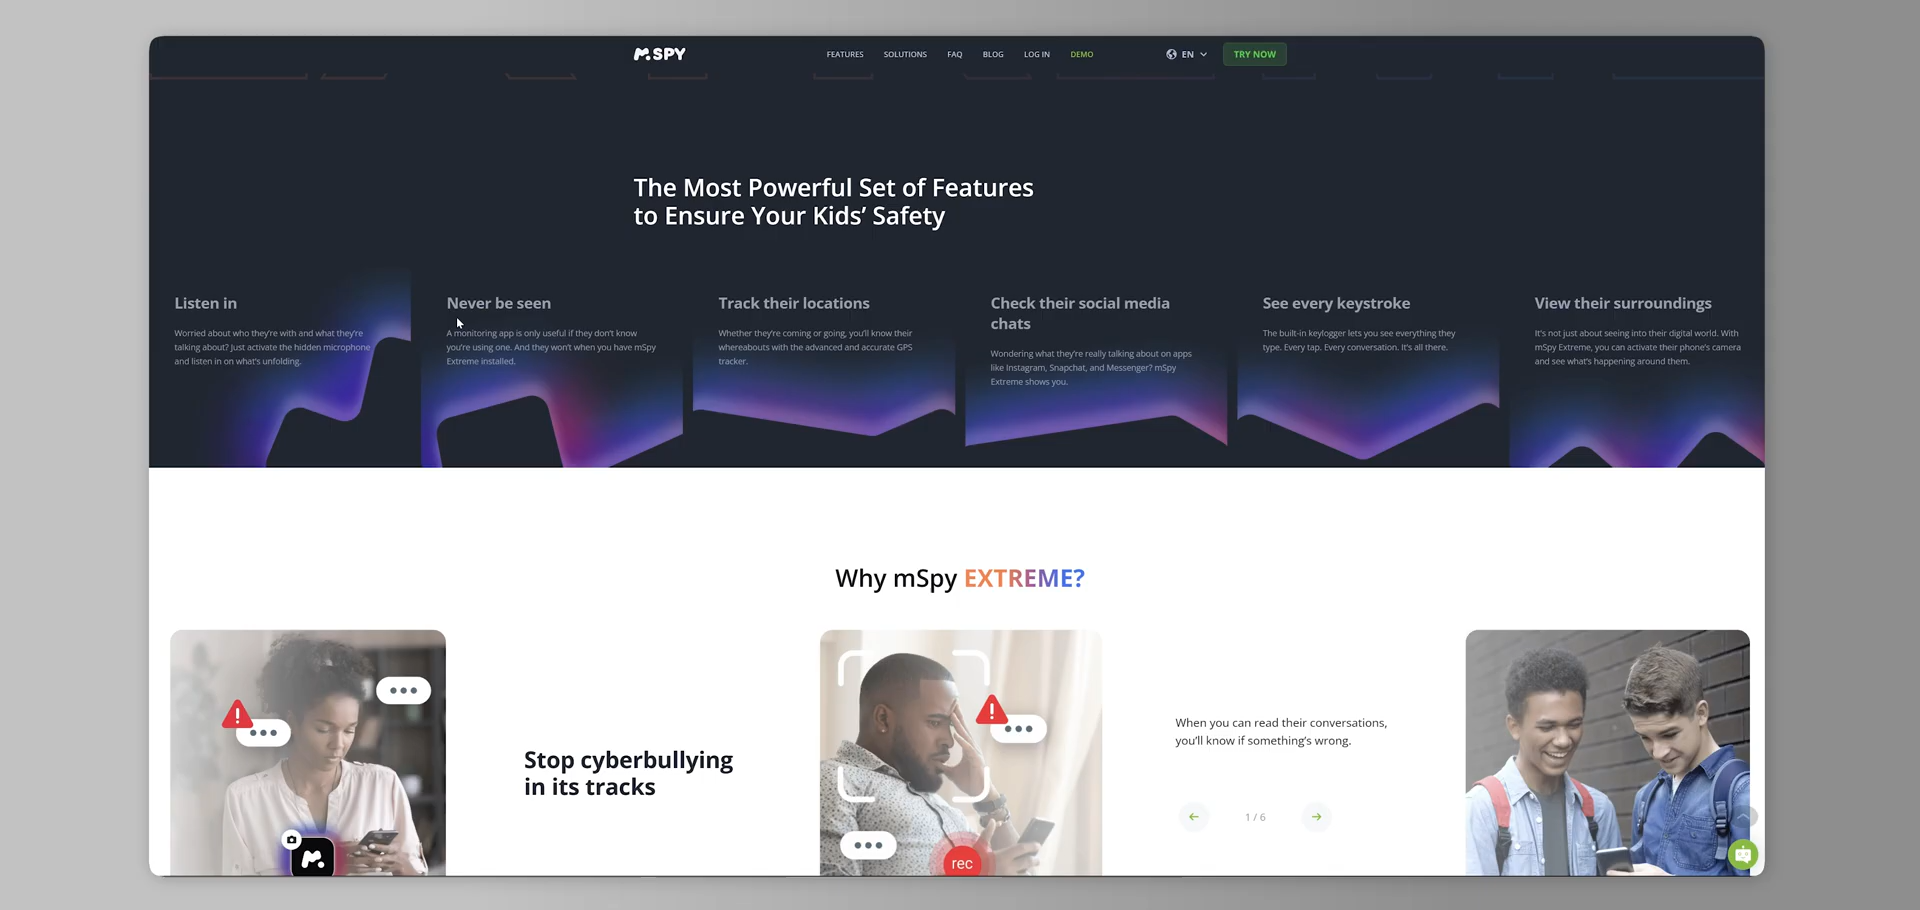 M.SPY
FEATURES
SOLUTIONS
FAQ
BLOG
LOG IN
DEMO
EN
TRY NOW
The Most Powerful Set of Features
to Ensure Your Kids’ Safety
Listen in
Worried about who they’re with and what they’re
talking about? Just activate the hidden microphone
and listen in on what’s unfolding.
Never be seen
A monitoring app is only useful if they don’t know
you’re using one. And they won’t when you have mSpy
Extreme installed.
Track their locations
Whether they’re coming or going, you’ll know their
whereabouts with the advanced and accurate GPS
tracker.
Check their social media
chats
Wondering what they’re really talking about on apps
like Instagram, Snapchat, and Messenger? mSpy
Extreme shows you.
See every keystroke
The built-in keylogger lets you see everything they
type. Every tap. Every conversation. It’s all there.
View their surroundings
It’s not just about seeing into their digital world. With
mSpy Extreme, you can activate their phone’s camera
and see what’s happening around them.
Why mSpy EXTREME?
Stop cyberbullying
in its tracks
rec
When you can read their conversations,
you’ll know if something’s wrong.
1 / 6